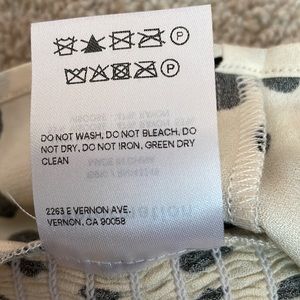 DO NOT WASH, DO NOT BLEACH, DO
NOT DRY, DO NOT IRON, GREEN DRY
CLEAN
2263 E VERNON AVE.
VERNON, CA 90058